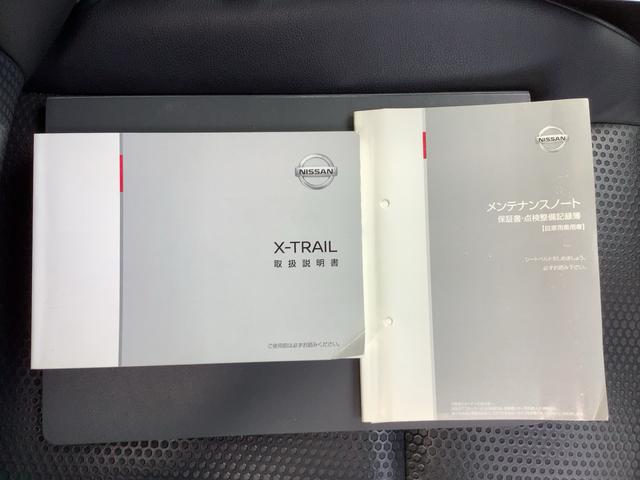 NISSAN
X-TRAIL
取扱説明書
ご使用前は必ずお読みください。
NISSAN
メンテナンスノート
保証書・点検整備記録簿
【自家用乗用車】
シートベルトをしめましょう。
必ずお読み下さい。